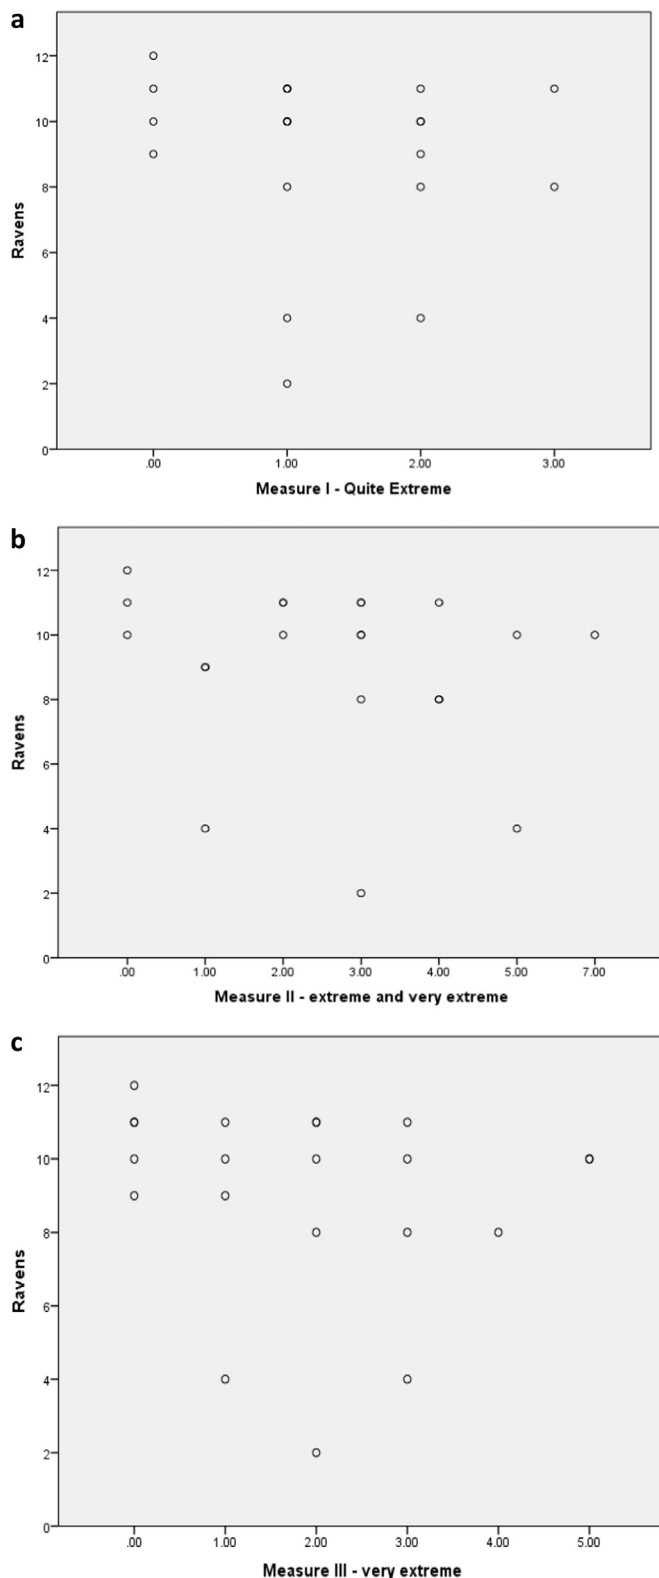 a
12
10
8
6
4
2
0
Ravens
.00 1.00 2.00 3.00
Measure I - Quite Extreme
b
12
10
8
6
4
2
0
Ravens
.00 1.00 2.00 3.00 4.00 5.00 7.00
Measure II - extreme and very extreme
c
12
10
8
6
4
2
0
Ravens
.00 1.00 2.00 3.00 4.00 5.00
Measure III - very extreme